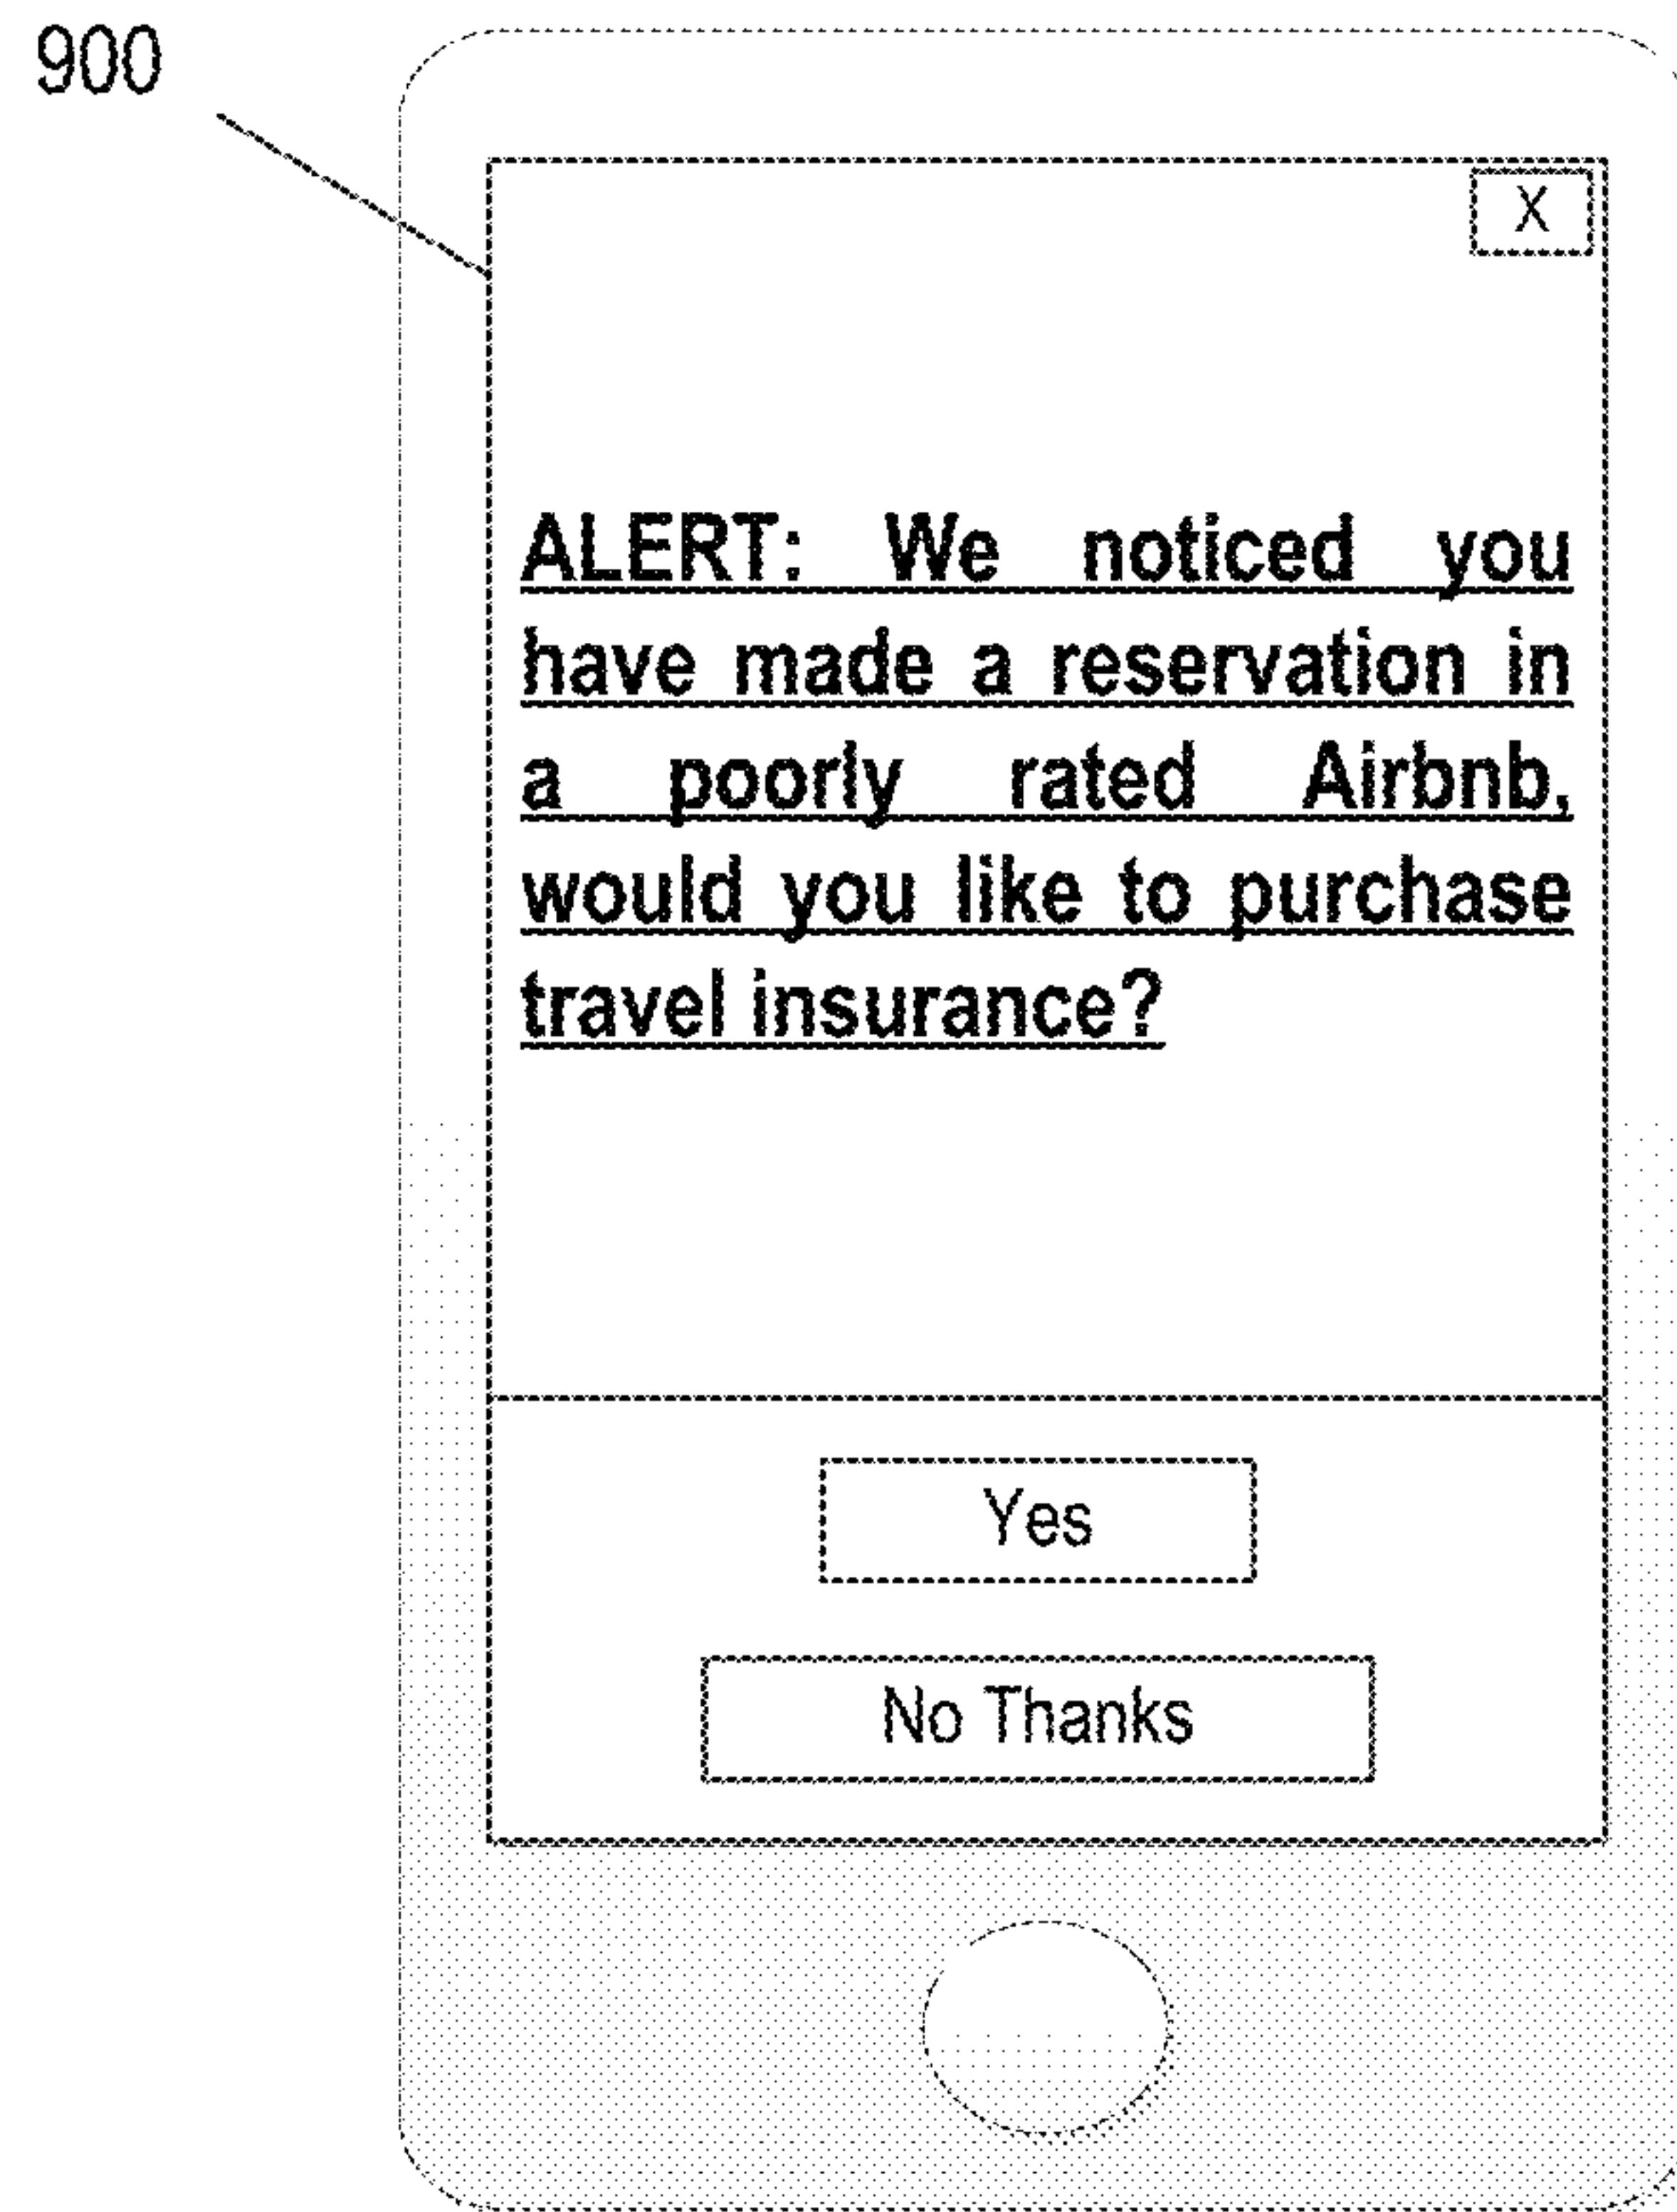 900
X
ALERT: We noticed you
have made a reservation in
a poorly rated Airbnb,
would you like to purchase
travel insurance?
Yes
No Thanks